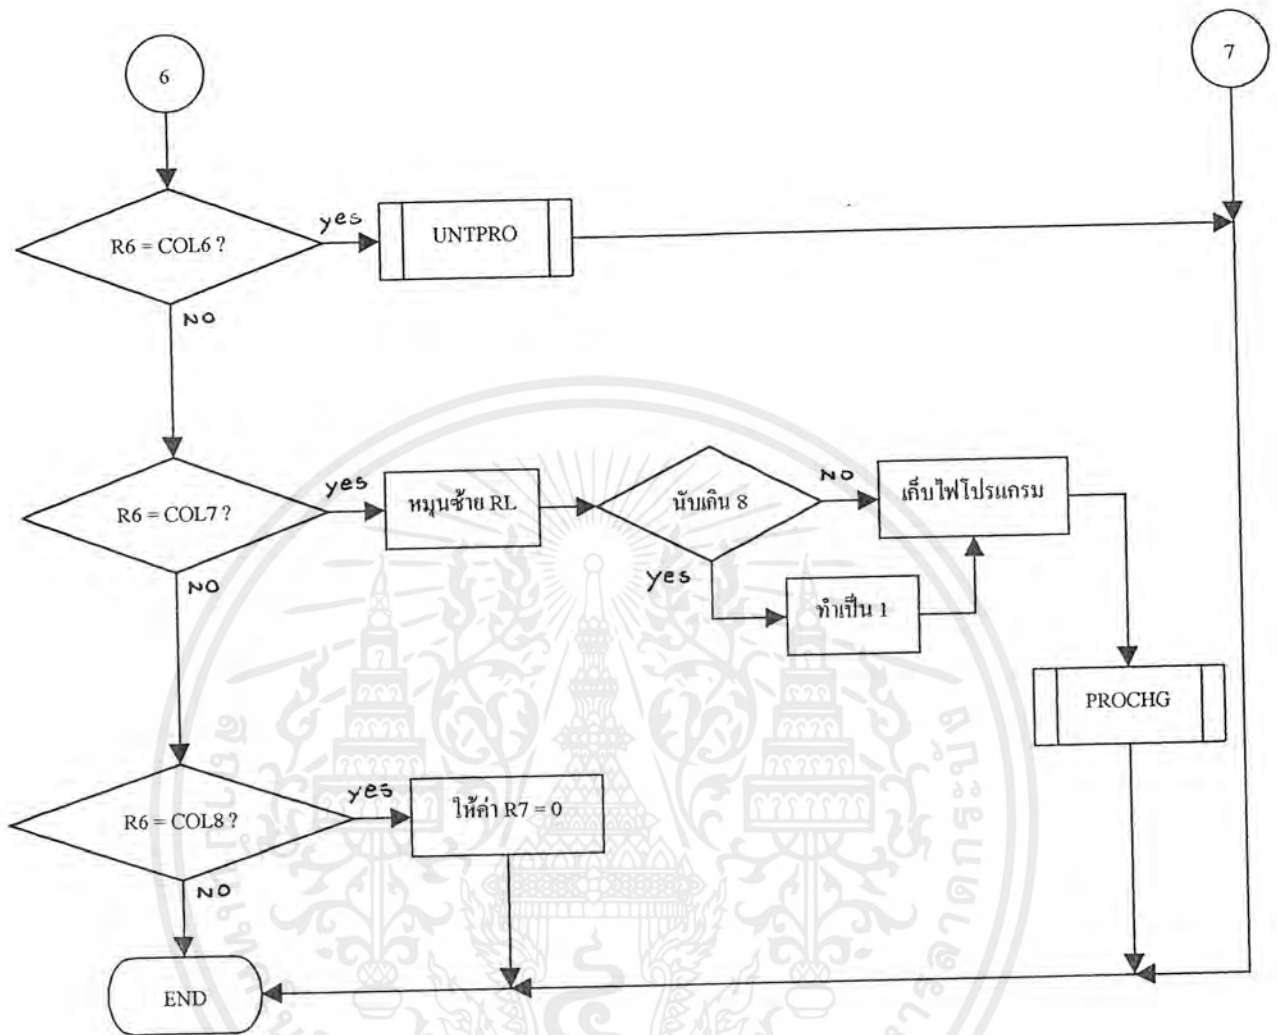 6
7
R6 = COL6 ?
yes
UNTPRO
NO
R6 = COL7 ?
yes
หมุนซ้าย RL
นับเกิน 8
NO
เก็บไฟโปรแกรม
yes
ทำเป็น 1
NO
PROCHG
R6 = COL8 ?
yes
ให้ค่า R7 = 0
NO
END